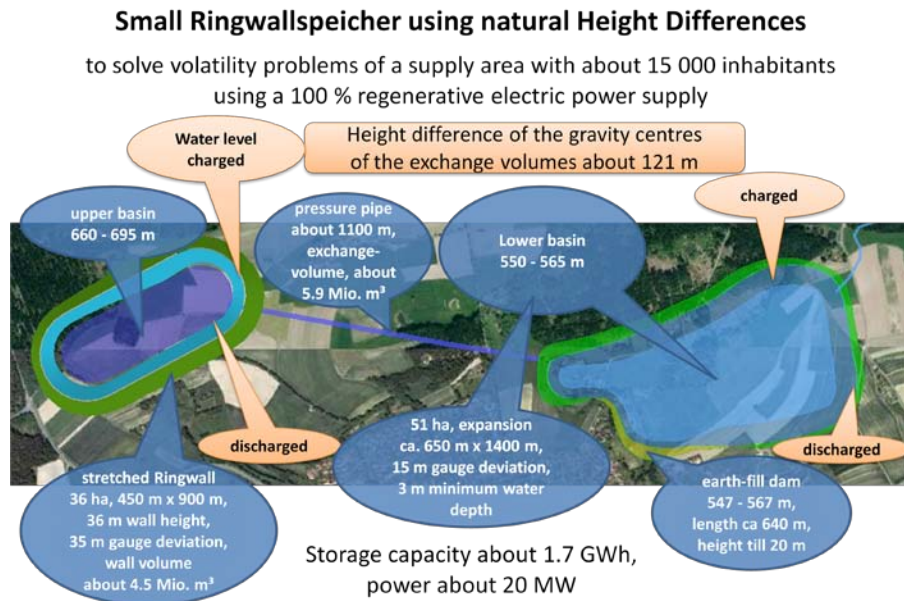 Small Ringwallspeicher using natural Height Differences
to solve volatility problems of a supply area with about 15 000 inhabitants
using a 100 % regenerative electric power supply
Water level
charged
Height difference of the gravity centres
of the exchange volumes about 121 m
charged
upper basin
660 - 695 m
pressure pipe
about 1100 m,
exchange-
volume, about
5.9 Mio. m³
Lower basin
550 - 565 m
discharged
discharged
stretched Ringwall
36 ha, 450 m x 900 m,
36 m wall height,
35 m gauge deviation,
wall volume
about 4.5 Mio. m³
51 ha, expansion
ca. 650 m x 1400 m,
15 m gauge deviation,
3 m minimum water
depth
earth-fill dam
547 - 567 m,
length ca 640 m,
height till 20 m
Storage capacity about 1.7 GWh,
power about 20 MW